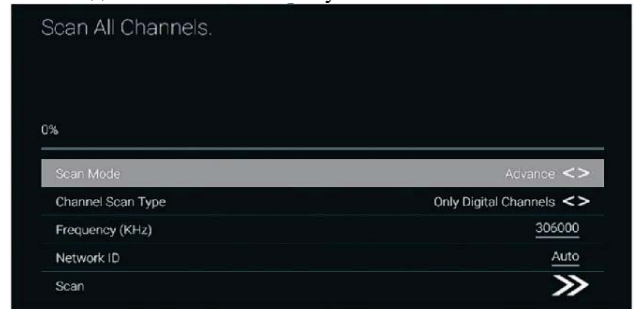 Scan All Channels.
0%
Scan Mode Advance <>
Channel Scan Type Only Digital Channels <>
Frequency (KHz) 306000
Network ID Auto
Scan >>